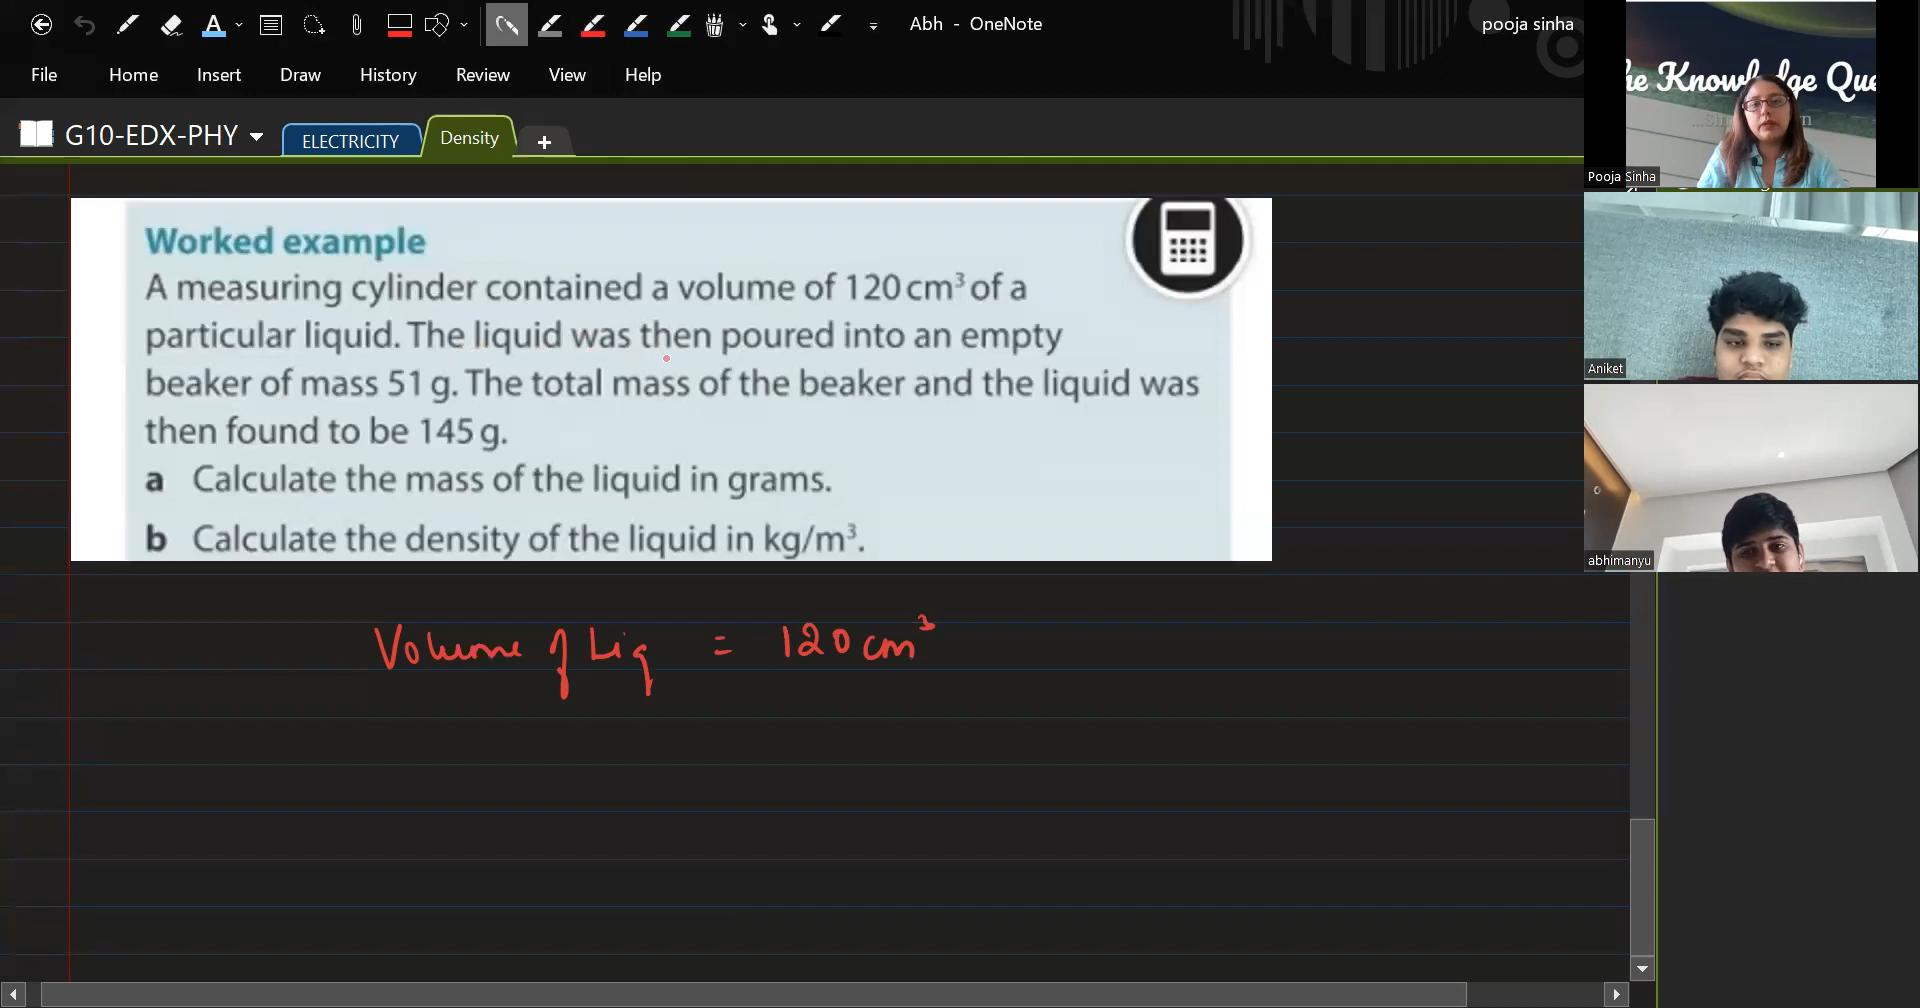 Abh - OneNote
pooja sinha
File Home Insert Draw History Review View Help
G10-EDX-PHY
ELECTRICITY
Density
+
Worked example
A measuring cylinder contained a volume of 120 cm³ of a
particular liquid. The liquid was then poured into an empty
beaker of mass 51 g. The total mass of the beaker and the liquid was
then found to be 145 g.
a Calculate the mass of the liquid in grams.
b Calculate the density of the liquid in kg/m³.
Volume of Liq = 120 cm³
he Knowledge Que
Pooja Sinha
Aniket
abhimanyu